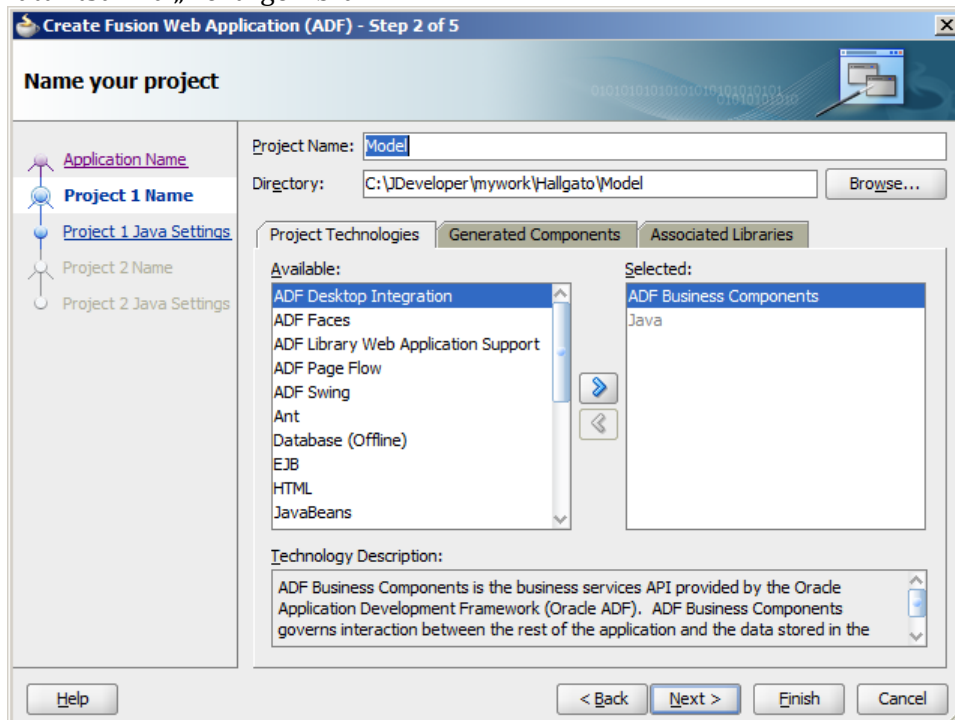 Create Fusion Web Application (ADF) - Step 2 of 5
Name your project
Application Name
Project 1 Name
Project 1 Java Settings
Project 2 Name
Project 2 Java Settings
Project Name: Model
Directory: C:\JDeveloper\mywork\Hallgato\Model Browse...
Project Technologies Generated Components Associated Libraries
Available:
ADF Desktop Integration
ADF Faces
ADF Library Web Application Support
ADF Page Flow
ADF Swing
Ant
Database (Offline)
EJB
HTML
JavaBeans
Selected:
ADF Business Components
Java
Technology Description:
ADF Business Components is the business services API provided by the Oracle
Application Development Framework (Oracle ADF). ADF Business Components
governs interaction between the rest of the application and the data stored in the
Help < Back Next > Finish Cancel